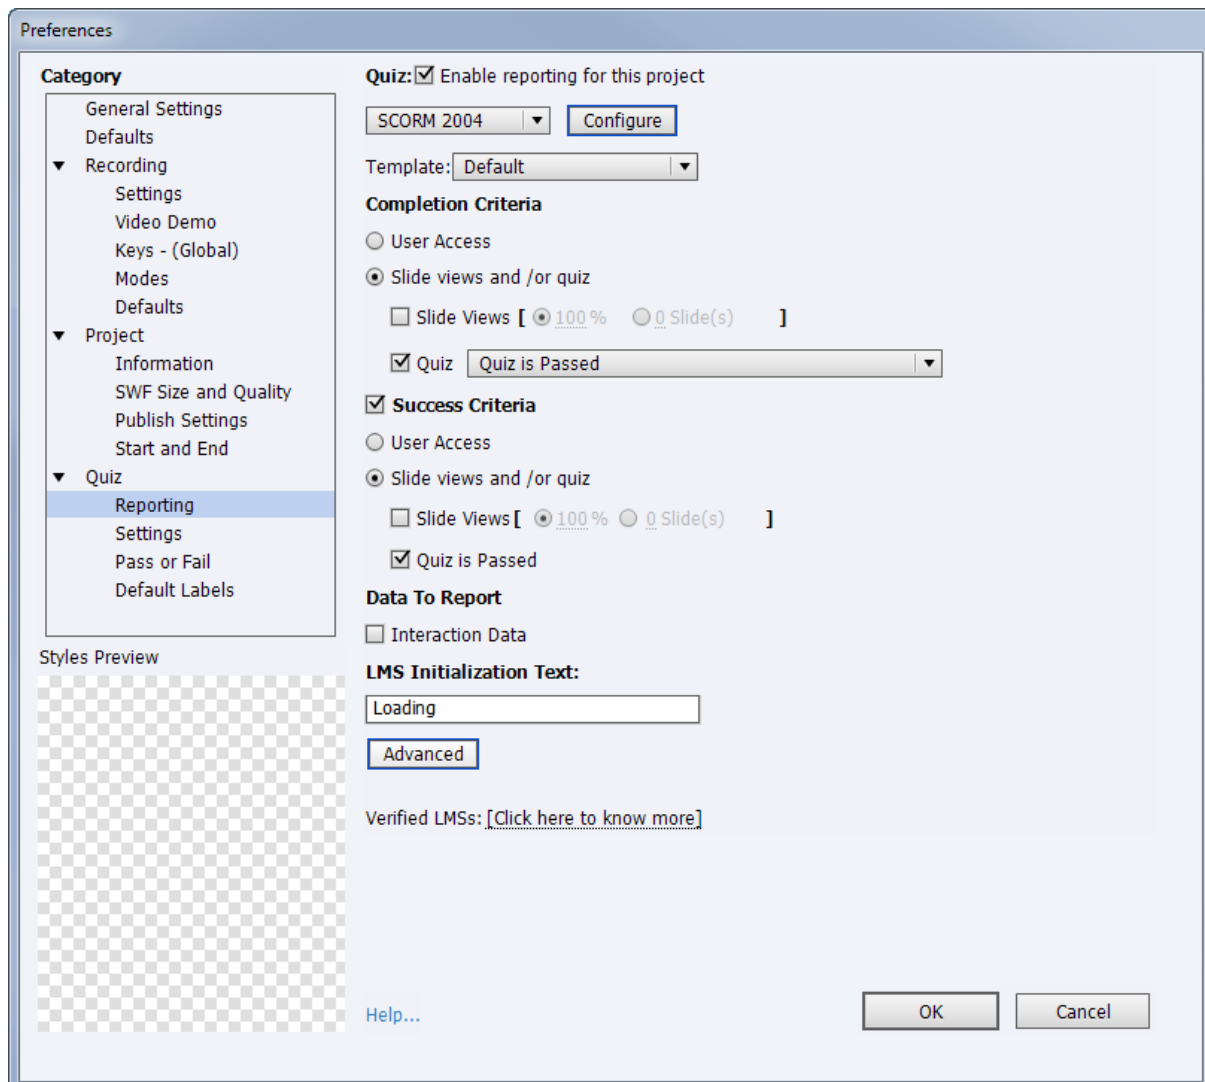 Preferences
Category
General Settings
Defaults
Recording
Settings
Video Demo
Keys - (Global)
Modes
Defaults
Project
Information
SWF Size and Quality
Publish Settings
Start and End
Quiz
Reporting
Settings
Pass or Fail
Default Labels
Styles Preview
Quiz: Enable reporting for this project
SCORM 2004 Configure
Template: Default
Completion Criteria
User Access
Slide views and /or quiz
Slide Views [ 100 % 0 Slide(s) ]
Quiz Quiz is Passed
Success Criteria
User Access
Slide views and /or quiz
Slide Views [ 100 % 0 Slide(s) ]
Quiz is Passed
Data To Report
Interaction Data
LMS Initialization Text:
Loading
Advanced
Verified LMSs: [Click here to know more]
Help... OK Cancel